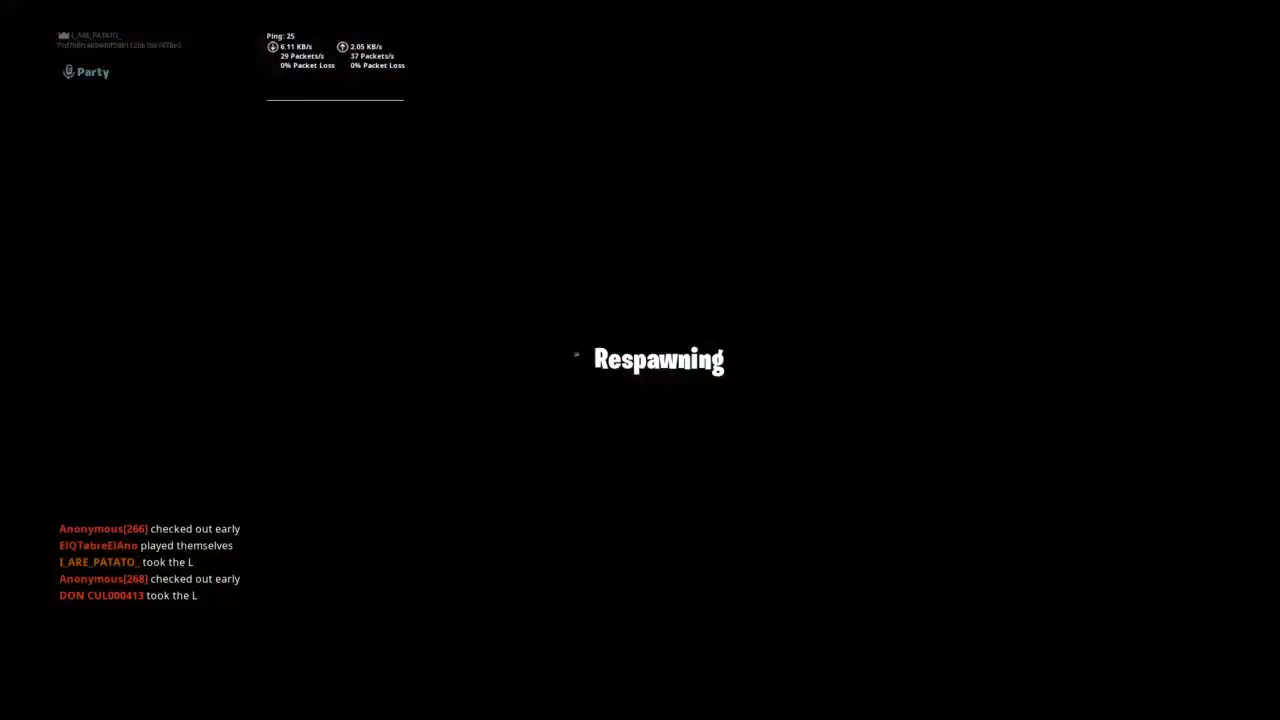 I_ARE_PATATO_
Party
Ping: 25
6.11 KB/s 2.05 KB/s
29 Packets/s 37 Packets/s
0% Packet Loss 0% Packet Loss
Respawning
Anonymous[266] checked out early
ElQTabreElAno played themselves
I_ARE_PATATO_ took the L
Anonymous[268] checked out early
DON CUL000413 took the L